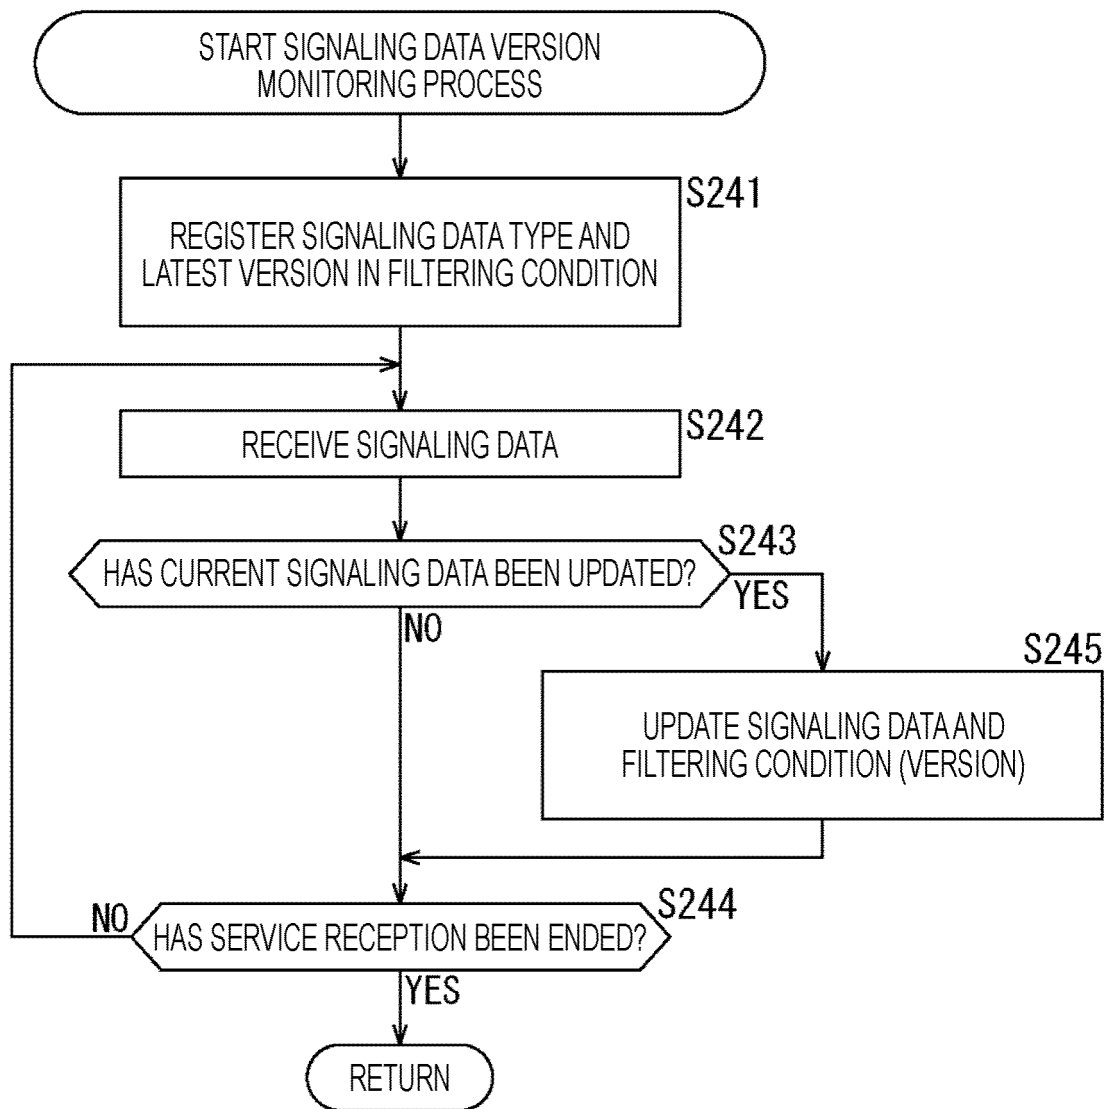 START SIGNALING DATA VERSION
MONITORING PROCESS
S241
REGISTER SIGNALING DATA TYPE AND
LATEST VERSION IN FILTERING CONDITION
S242
RECEIVE SIGNALING DATA
S243
HAS CURRENT SIGNALING DATA BEEN UPDATED?
YES
NO
S245
UPDATE SIGNALING DATA AND
FILTERING CONDITION (VERSION)
S244
NO
HAS SERVICE RECEPTION BEEN ENDED?
YES
RETURN